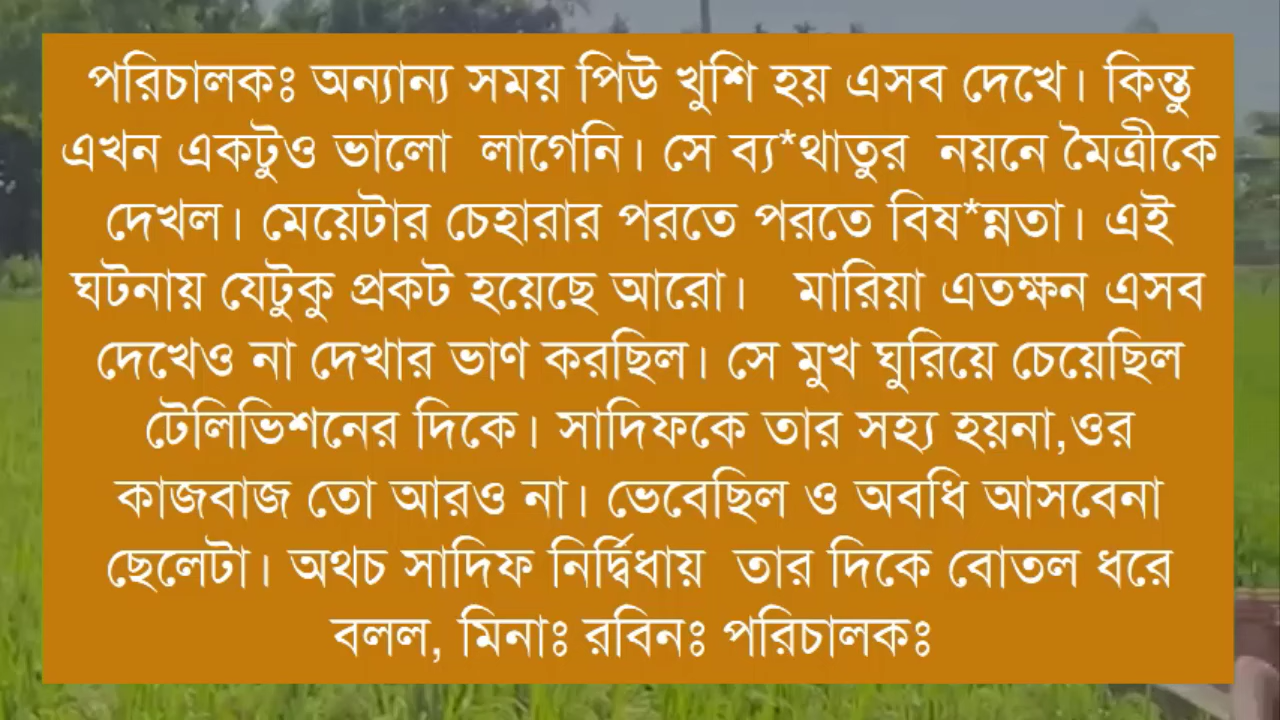 পরিচালকঃ অন্যান্য সময় পিউ খুশি হয় এসব দেখে। কিন্তু
এখন একটুও ভালো লাগেনি। সে ব্য*থাতুর নয়নে মৈত্রীকে
দেখল। মেয়েটার চেহারার পরতে পরতে বিষ*ন্নতা। এই
ঘটনায় যেটুকু প্রকট হয়েছে আরো। মারিয়া এতক্ষন এসব
দেখেও না দেখার ভাণ করছিল। সে মুখ ঘুরিয়ে চেয়েছিল
টেলিভিশনের দিকে। সাদিফকে তার সহ্য হয়না,ওর
কাজবাজ তো আরও না। ভেবেছিল ও অবধি আসবেনা
ছেলেটা। অথচ সাদিফ নির্দ্বিধায় তার দিকে বোতল ধরে
বলল, মিনাঃ রবিনঃ পরিচালকঃ